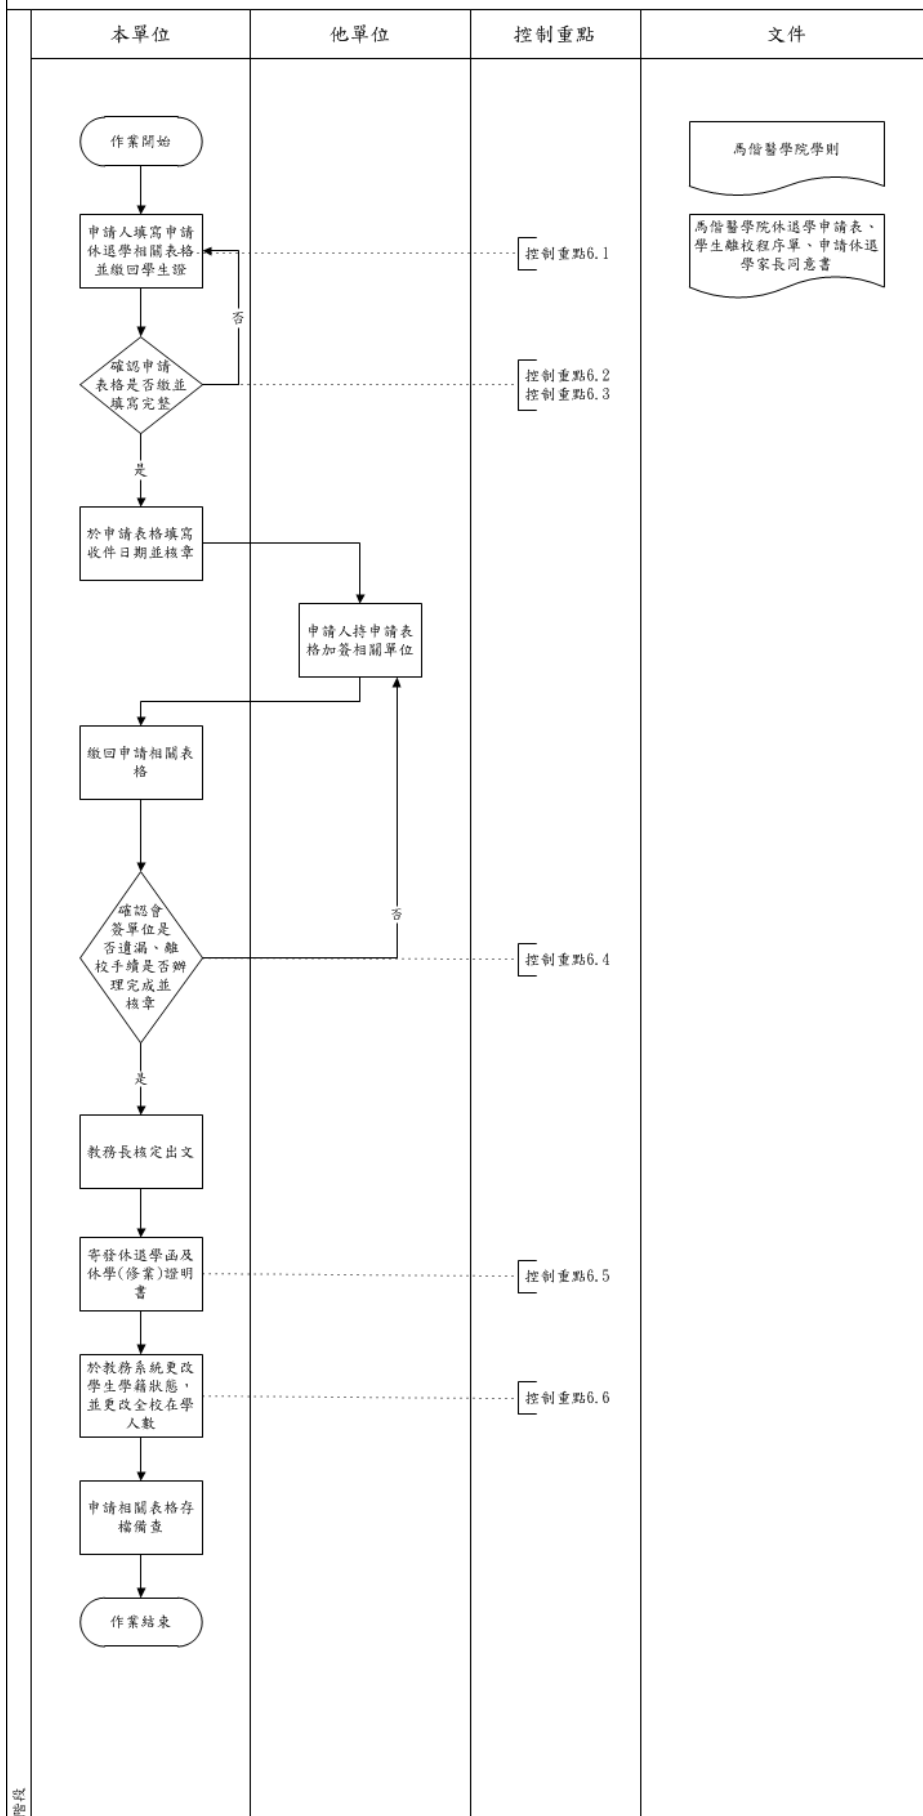 本單位
他單位
控制重點
文件
作業開始
馬偕醫學院學則
申請人填寫申請
休退學相關表格
並繳回學生證
控制重點6.1
馬偕醫學院休退學申請表、
學生離校程序單、申請休退
學家長同意書
否
確認申請
表格是否繳並
填寫完整
控制重點6.2
控制重點6.3
是
於申請表格填寫
收件日期並核章
申請人持申請表
格加簽相關單位
繳回申請相關表
格
確認會
簽單位是
否遺漏、離
校手續是否辦
理完成並
核章
否
控制重點6.4
是
教務長核定出文
寄發休退學函及
休學(修業)證明
書
控制重點6.5
於教務系統更改
學生學籍狀態，
並更改全校在學
人數
控制重點6.6
申請相關表格存
檔備查
作業結束
階段